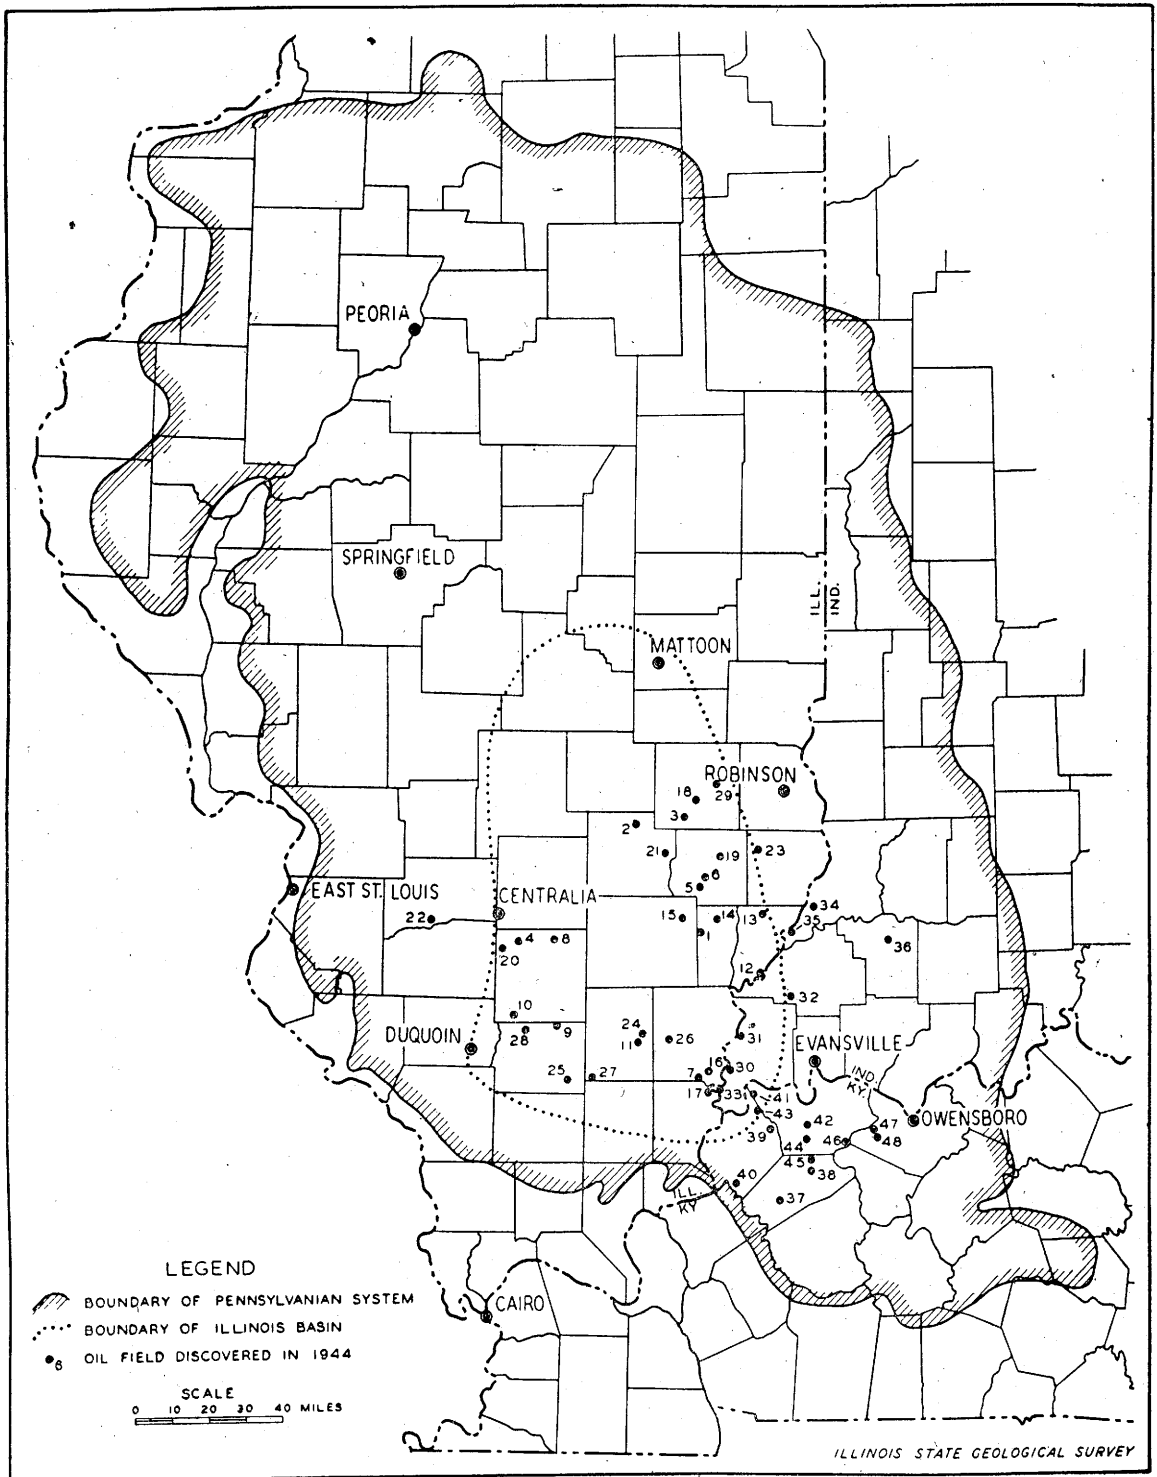 PEORIA
SPRINGFIELD
ILL.
IND.
MATTOON
ROBINSON
18
29
3
2
21
19
23
6
5
EAST ST. LOUIS
CENTRALIA
22
15
14
13
34
35
1
4
8
20
36
12
32
10
DUQUOIN
28
9
24
11
26
31
EVANSVILLE
IND.
KY.
25
27
7
16
30
17
33
41
43
42
OWENSBORO
39
44
46
47
48
45
38
40
37
ILL.
KY
LEGEND
BOUNDARY OF PENNSYLVANIAN SYSTEM
BOUNDARY OF ILLINOIS BASIN
6 OIL FIELD DISCOVERED IN 1944
CAIRO
SCALE
0 10 20 30 40 MILES
ILLINOIS STATE GEOLOGICAL SURVEY